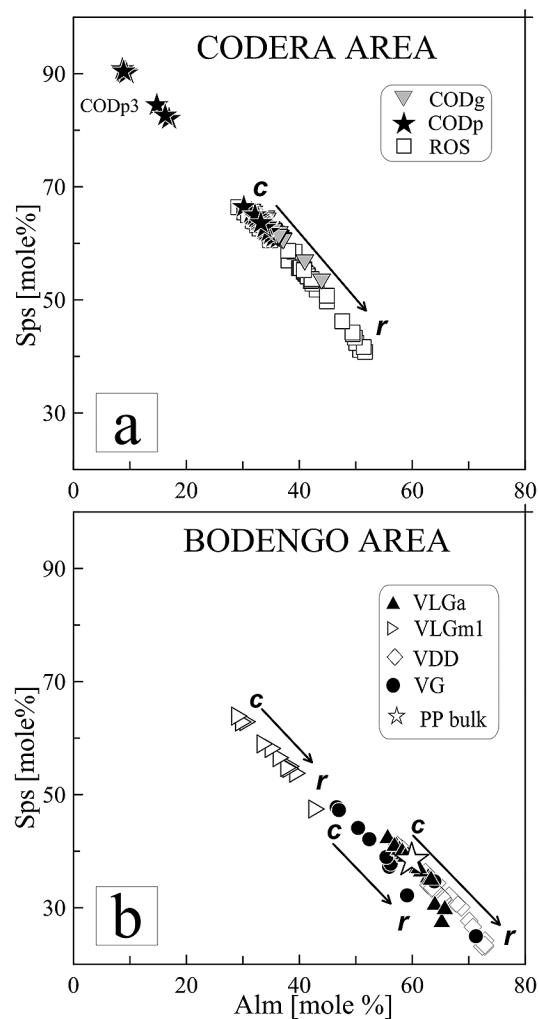 CODERA AREA
90
70
50
30
Sps [mole%]
CODp3
CODg
CODp
ROS
c
r
a
0
20
40
60
80
BODENGO AREA
90
70
50
30
Sps [mole%]
VLGa
VLGm1
VDD
VG
PP bulk
c
r
c
r
c
r
b
0
20
40
60
80
Alm [mole %]